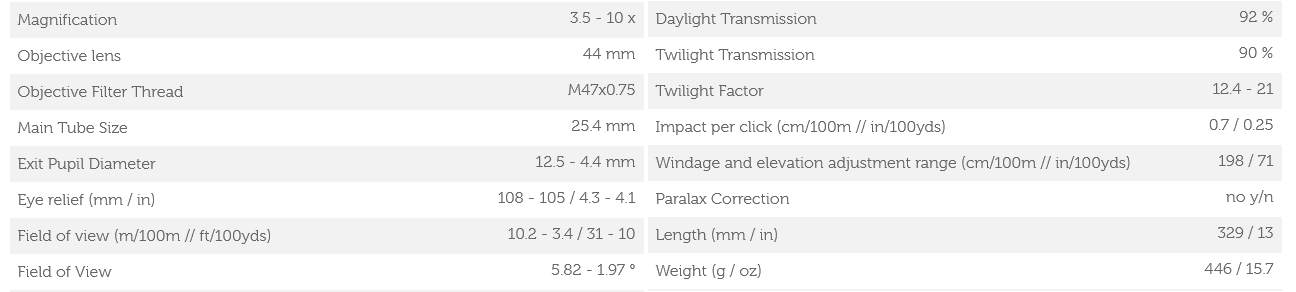 Magnification 3.5 - 10 x
Objective lens 44 mm
Objective Filter Thread M47x0.75
Main Tube Size 25.4 mm
Exit Pupil Diameter 12.5 - 4.4 mm
Eye relief (mm / in) 108 - 105 / 4.3 - 4.1
Field of view (m/100m // ft/100yds) 10.2 - 3.4 / 31 - 10
Field of View 5.82 - 1.97 °
Daylight Transmission 92 %
Twilight Transmission 90 %
Twilight Factor 12.4 - 21
Impact per click (cm/100m // in/100yds) 0.7 / 0.25
Windage and elevation adjustment range (cm/100m // in/100yds) 198 / 71
Paralax Correction no y/n
Length (mm / in) 329 / 13
Weight (g / oz) 446 / 15.7